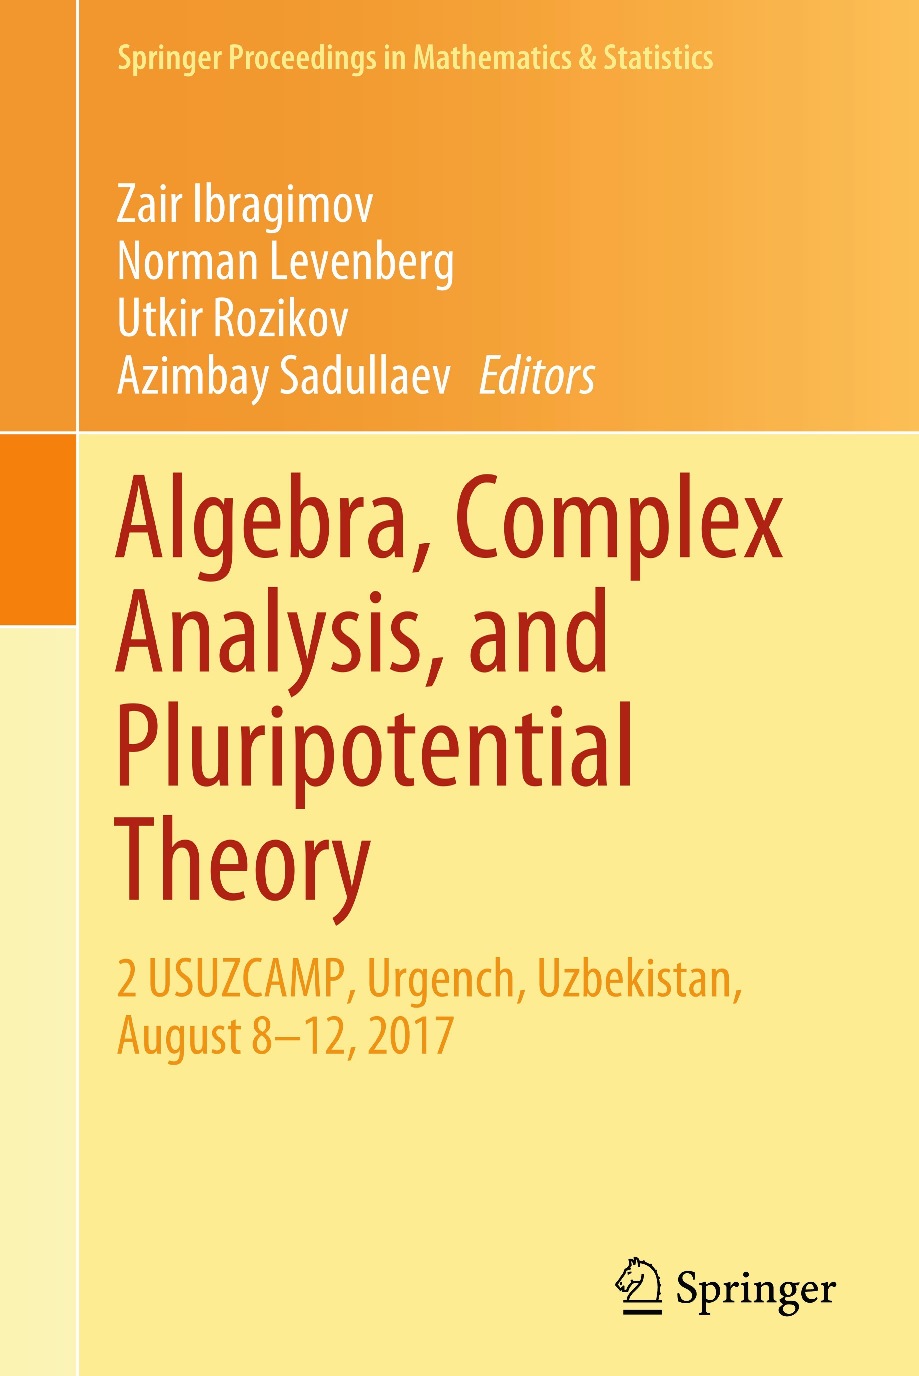 Springer Proceedings in Mathematics & Statistics
Zair Ibragimov
Norman Levenberg
Utkir Rozikov
Azimbay Sadullaev Editors
Algebra, Complex
Analysis, and
Pluripotential
Theory
2 USUZCAMP, Urgench, Uzbekistan,
August 8–12, 2017
Springer